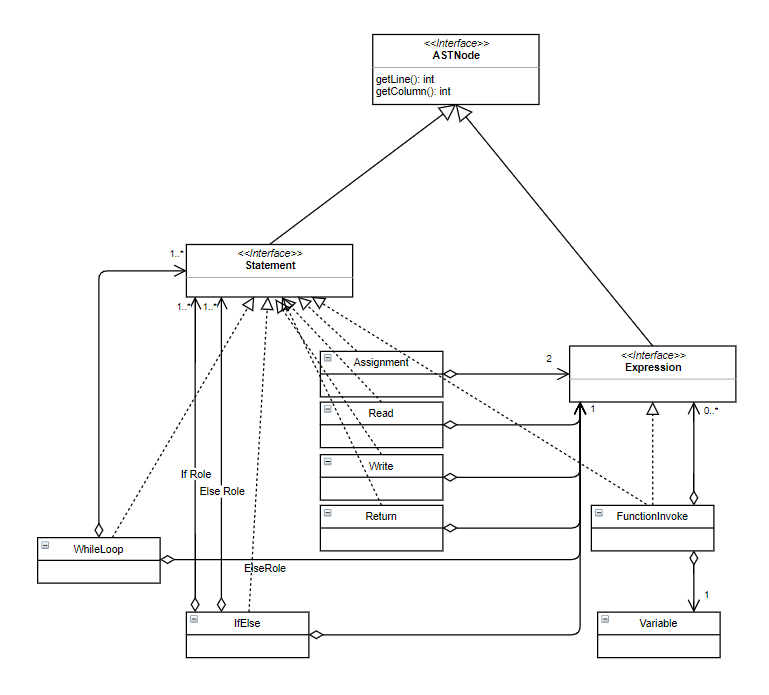 <<Interface>>
ASTNode
getLine(): int
getColumn(): int
1..*
<<Interface>>
Statement
1..*
1..*
Assignment
2
<<Interface>>
Expression
Read
1
0..*
Write
If Role
Else Role
Return
FunctionInvoke
WhileLoop
ElseRole
1
IfElse
Variable